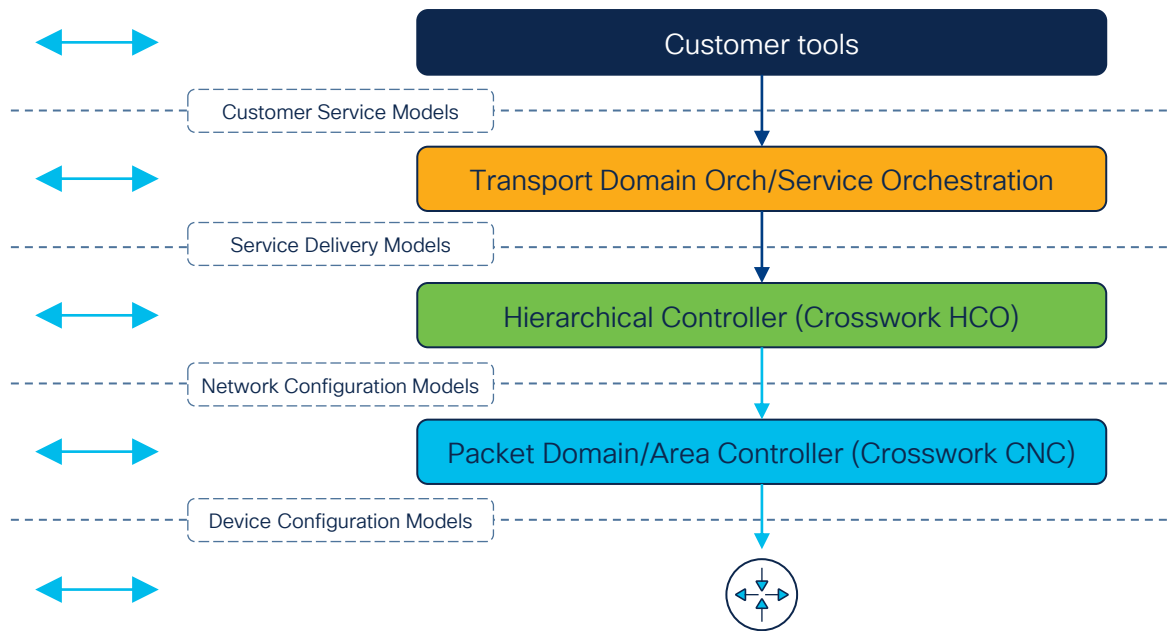 Customer tools
Customer Service Models
Transport Domain Orch/Service Orchestration
Service Delivery Models
Hierarchical Controller (Crosswork HCO)
Network Configuration Models
Packet Domain/Area Controller (Crosswork CNC)
Device Configuration Models